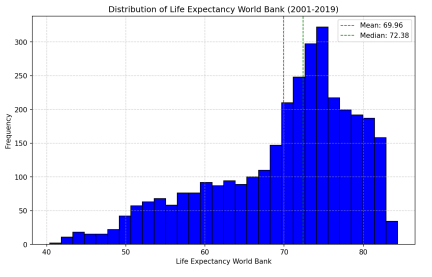 Distribution of Life Expectancy World Bank (2001-2019)
Mean: 69.96
Median: 72.38
300
250
200
150
100
50
0
Frequency
40 50 60 70 80
Life Expectancy World Bank